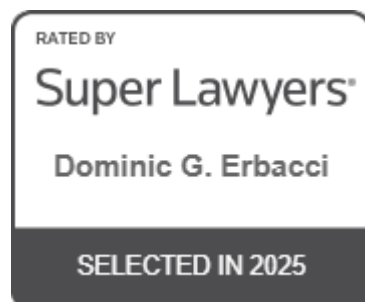 RATED BY
Super Lawyers®
Dominic G. Erbacci
SELECTED IN 2025